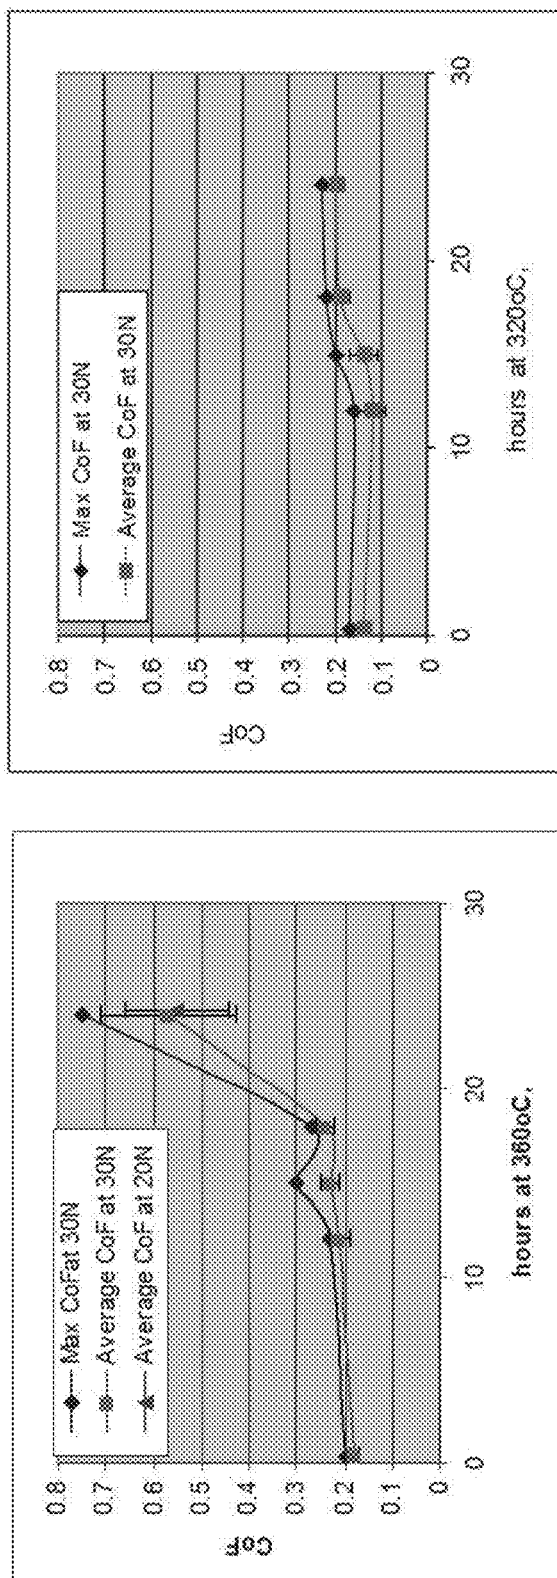 0.8
0.7
0.6
0.5
0.4
0.3
0.2
0.1
0
CoF
Max CoFat 30N
Average CoF at 30N
Average CoF at 20N
0
10
20
30
hours at 360oC,
0.8
0.7
0.6
0.5
0.4
0.3
0.2
0.1
0
CoF
Max CoF at 30N
Average CoF at 30N
0
10
20
30
hours at 320oC,